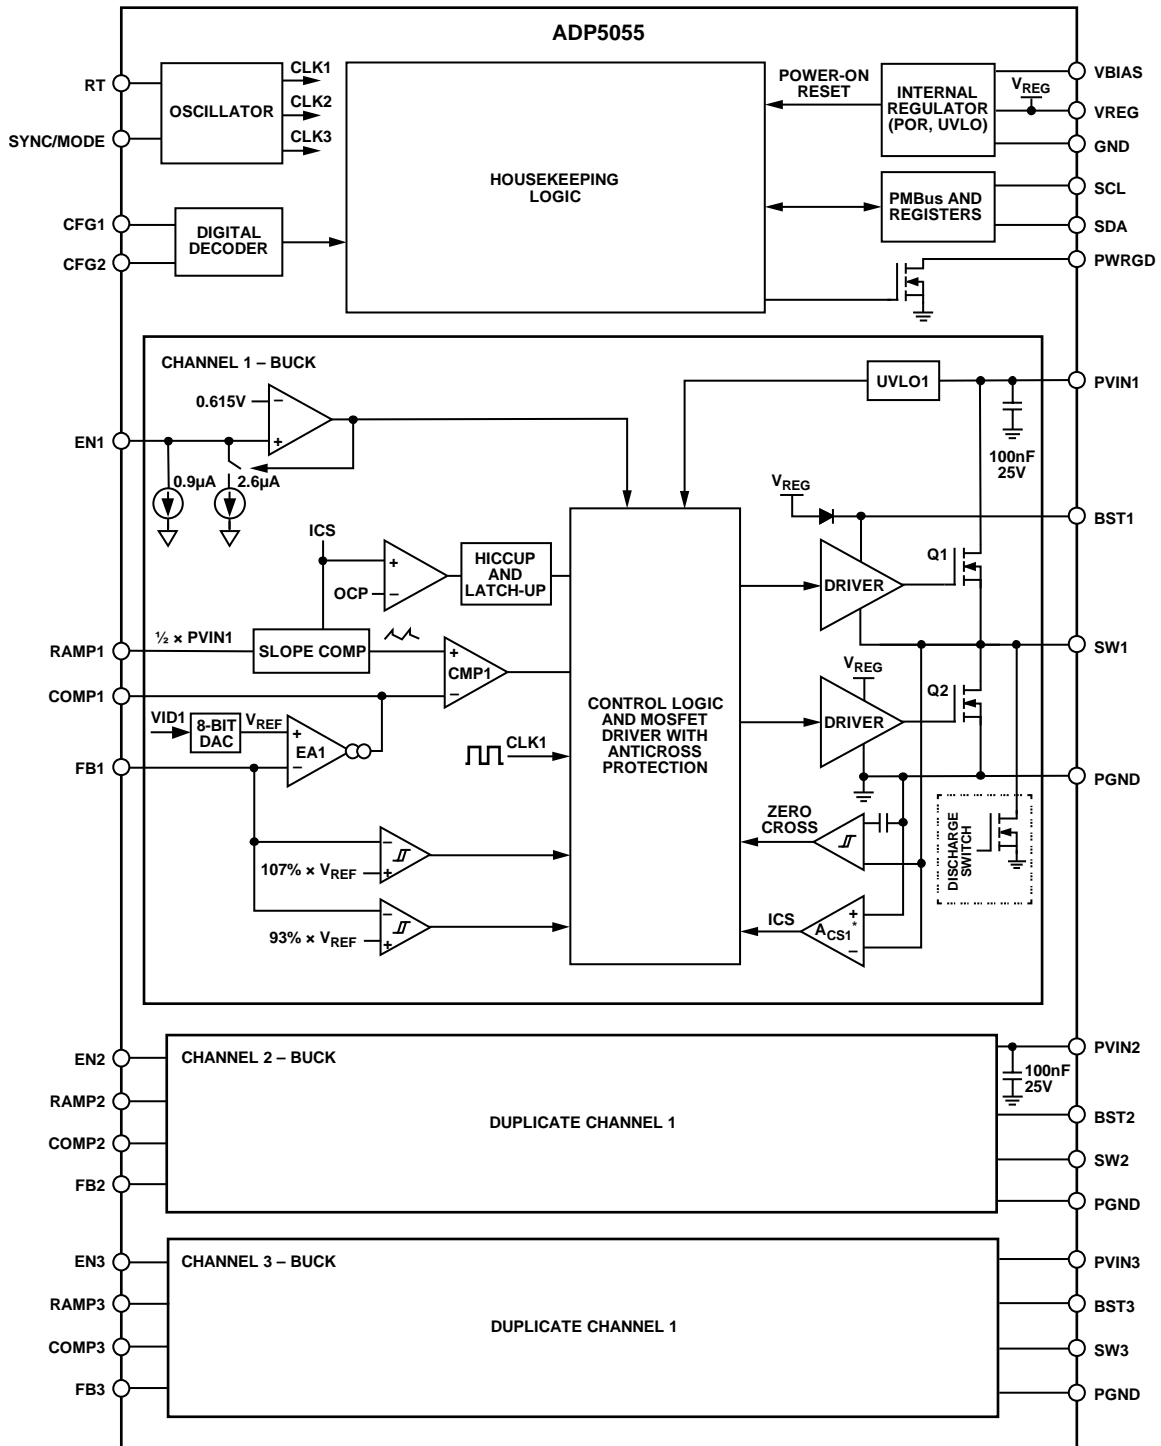 ADP5055
RT
SYNC/MODE
OSCILLATOR
CLK1
CLK2
CLK3
CFG1
CFG2
DIGITAL
DECODER
HOUSEKEEPING
LOGIC
POWER-ON
RESET
INTERNAL
REGULATOR
(POR, UVLO)
VREG
VBIAS
VREG
GND
PMBus AND
REGISTERS
SCL
SDA
PWRGD
CHANNEL 1 – BUCK
0.615V
–
+
EN1
0.9µA
2.6µA
UVLO1
PVIN1
100nF
25V
VREG
BST1
ICS
+
OCP
–
HICCUP
AND
LATCH-UP
DRIVER
Q1
RAMP1
½ × PVIN1
SLOPE COMP
+
CMP1
–
SW1
COMP1
VID1
8-BIT
DAC
VREF
+
EA1
–
FB1
CLK1
CONTROL LOGIC
AND MOSFET
DRIVER WITH
ANTICROSS
PROTECTION
VREG
DRIVER
Q2
PGND
ZERO
CROSS
DISCHARGE
SWITCH
–
107% × VREF
+
–
93% × VREF
+
ICS
+
ACS1*
–
EN2
RAMP2
COMP2
FB2
CHANNEL 2 – BUCK
DUPLICATE CHANNEL 1
PVIN2
100nF
25V
BST2
SW2
PGND
EN3
RAMP3
COMP3
FB3
CHANNEL 3 – BUCK
DUPLICATE CHANNEL 1
PVIN3
BST3
SW3
PGND